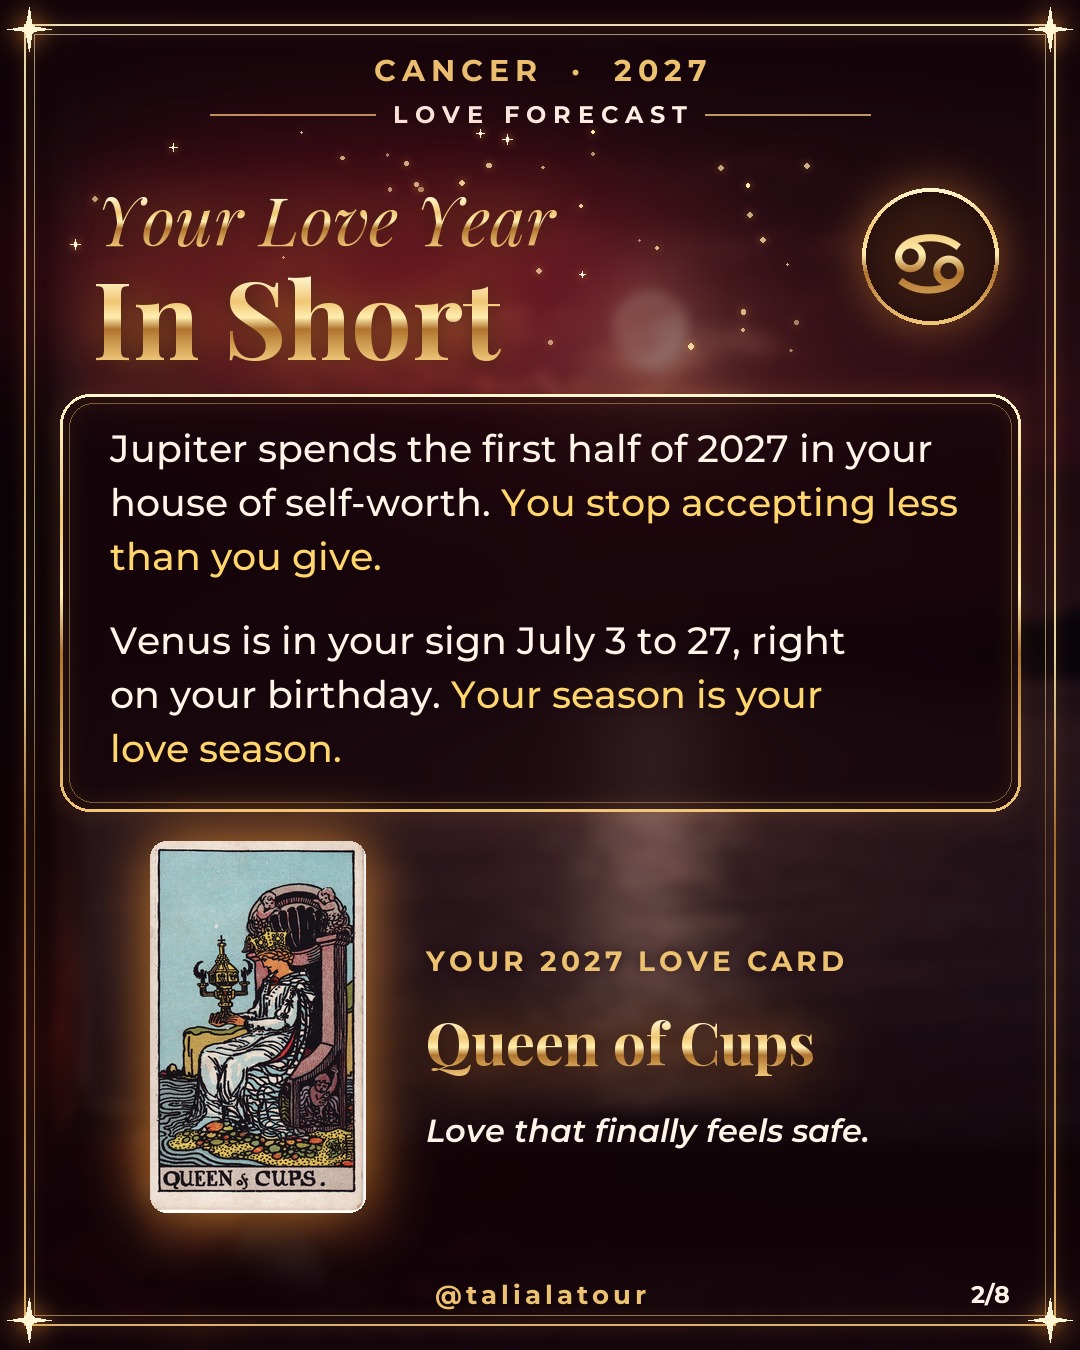 CANCER · 2027
LOVE FORECAST
Your Love Year
In Short
♋
Jupiter spends the first half of 2027 in your
house of self-worth. You stop accepting less
than you give.
Venus is in your sign July 3 to 27, right
on your birthday. Your season is your
love season.
YOUR 2027 LOVE CARD
Queen of Cups
Love that finally feels safe.
QUEEN of CUPS.
@talialatour
2/8